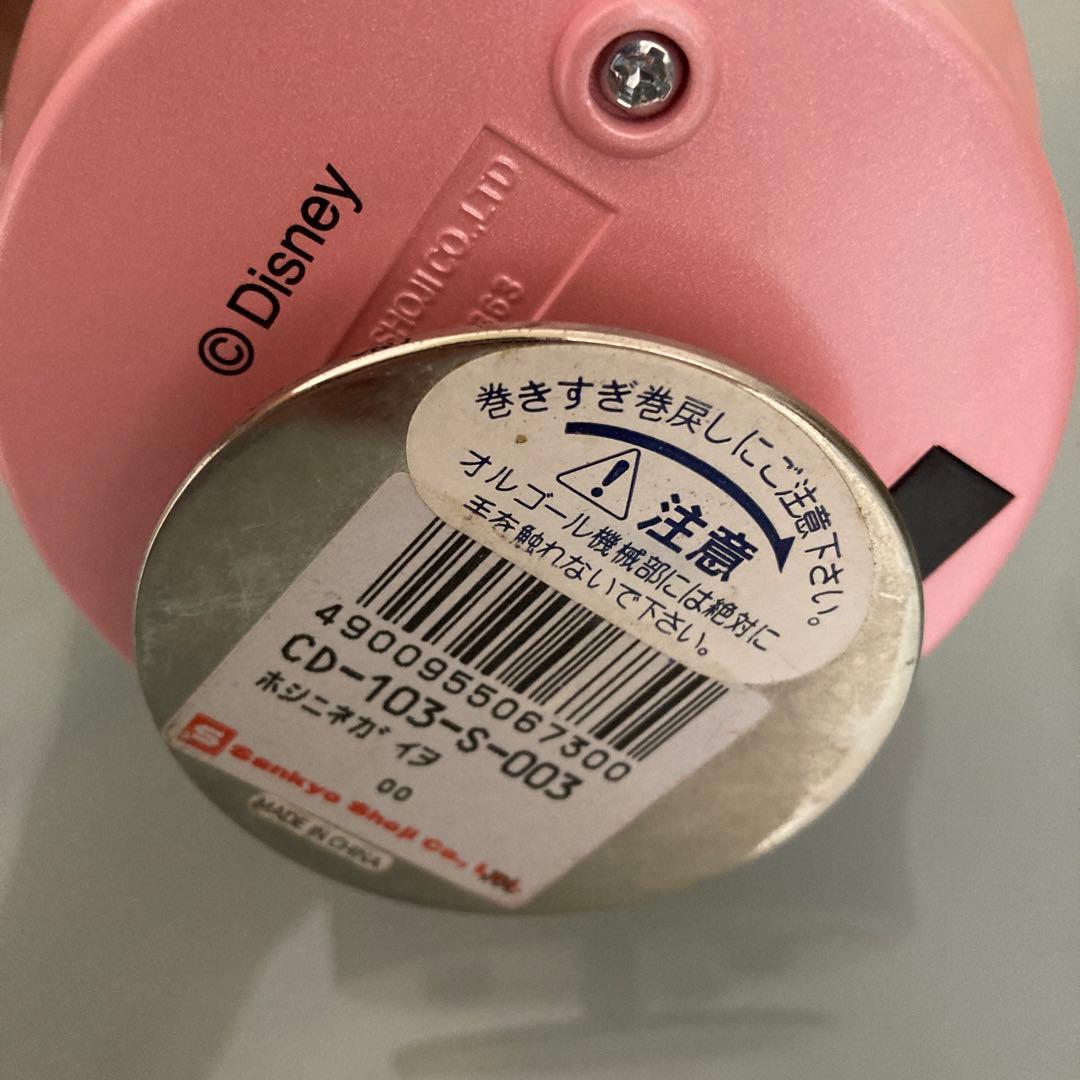 © Disney
SHOJI CO.,LTD
363
巻きすぎ巻戻しにご注意下さい。
注意
オルゴール機械部には絶対に
手を触れないで下さい。
4900955067300
CD-103-S-003
ホシニネガイヲ
00
S Sankyo Shoji Co., Ltd.
MADE IN CHINA